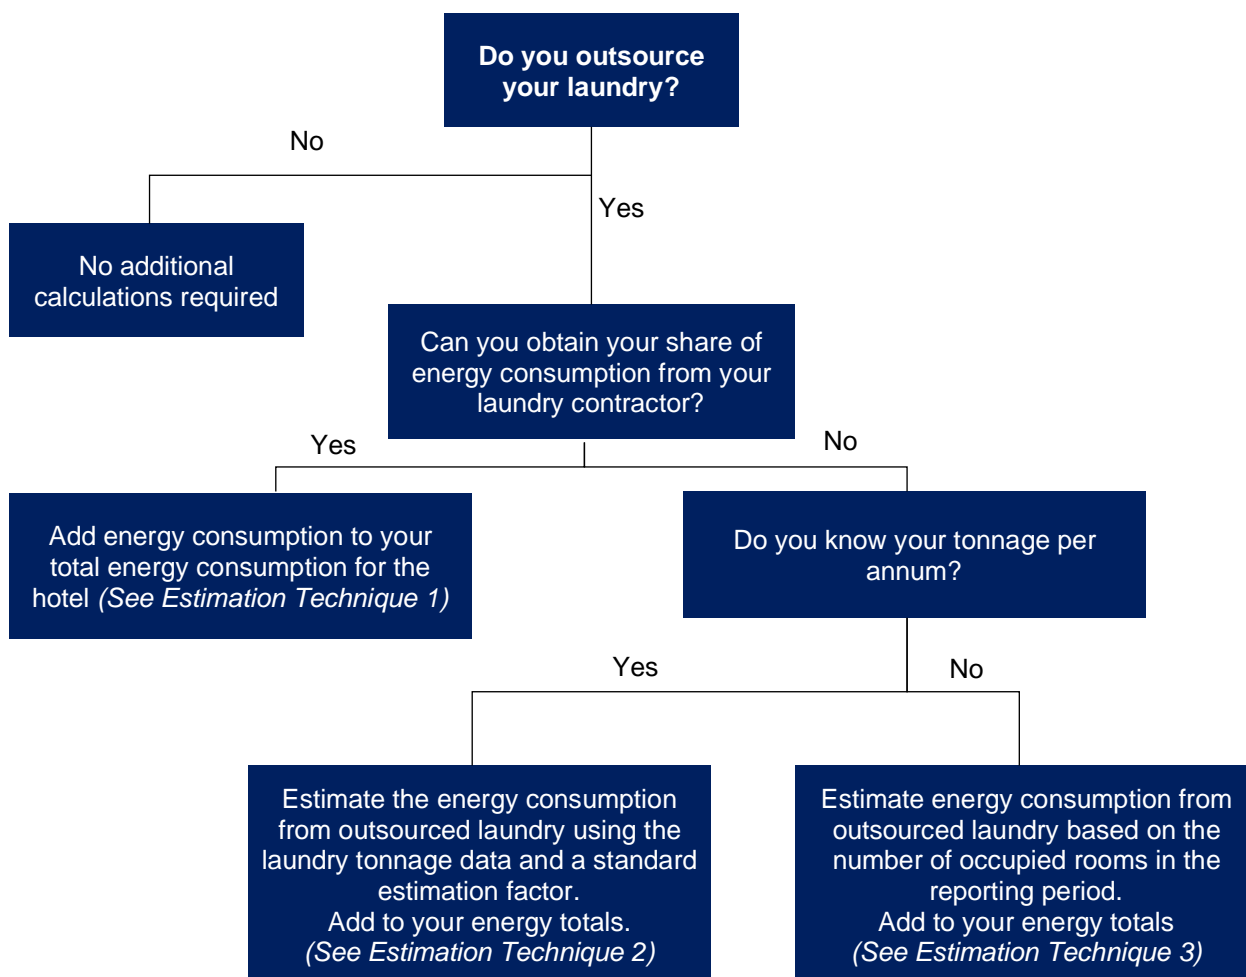 Do you outsource
your laundry?
No
Yes
No additional
calculations required
Can you obtain your share of
energy consumption from your
laundry contractor?
Yes
No
Add energy consumption to your
total energy consumption for the
hotel (See Estimation Technique 1)
Do you know your tonnage per
annum?
Yes
No
Estimate the energy consumption
from outsourced laundry using the
laundry tonnage data and a standard
estimation factor.
Add to your energy totals.
(See Estimation Technique 2)
Estimate energy consumption from
outsourced laundry based on the
number of occupied rooms in the
reporting period.
Add to your energy totals
(See Estimation Technique 3)